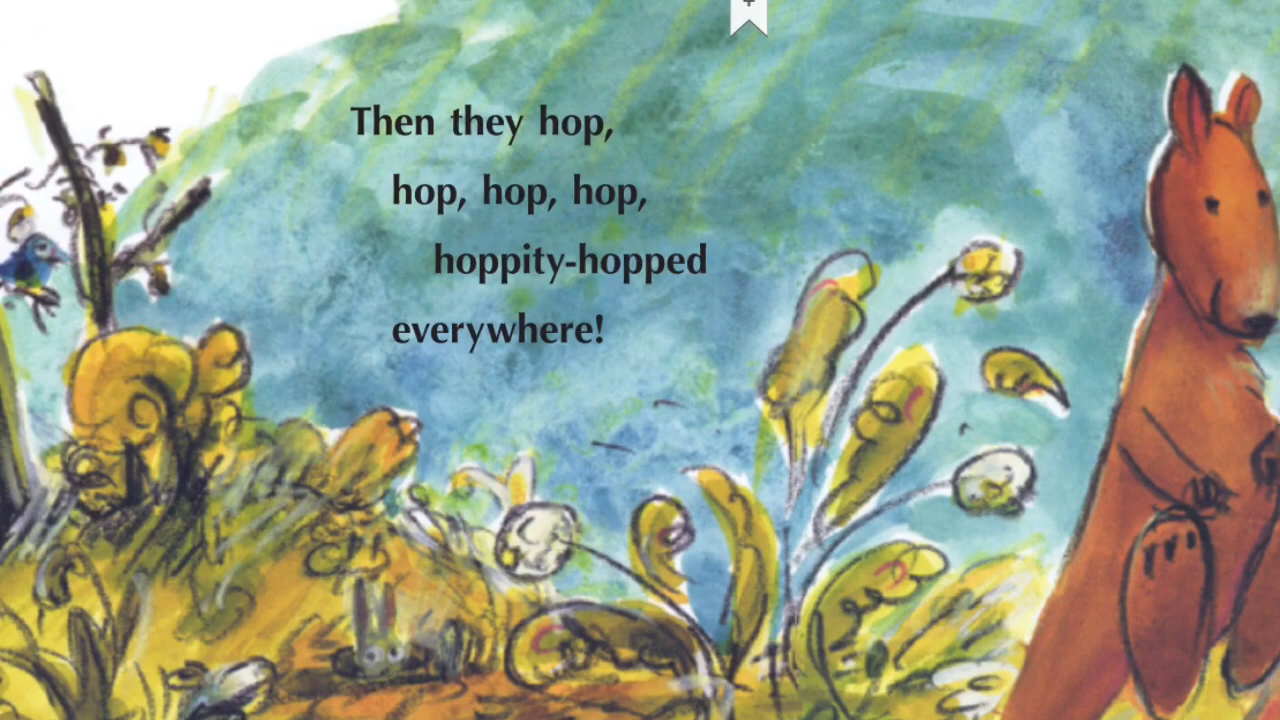 Then they hop,
hop, hop, hop,
hoppity-hopped
everywhere!